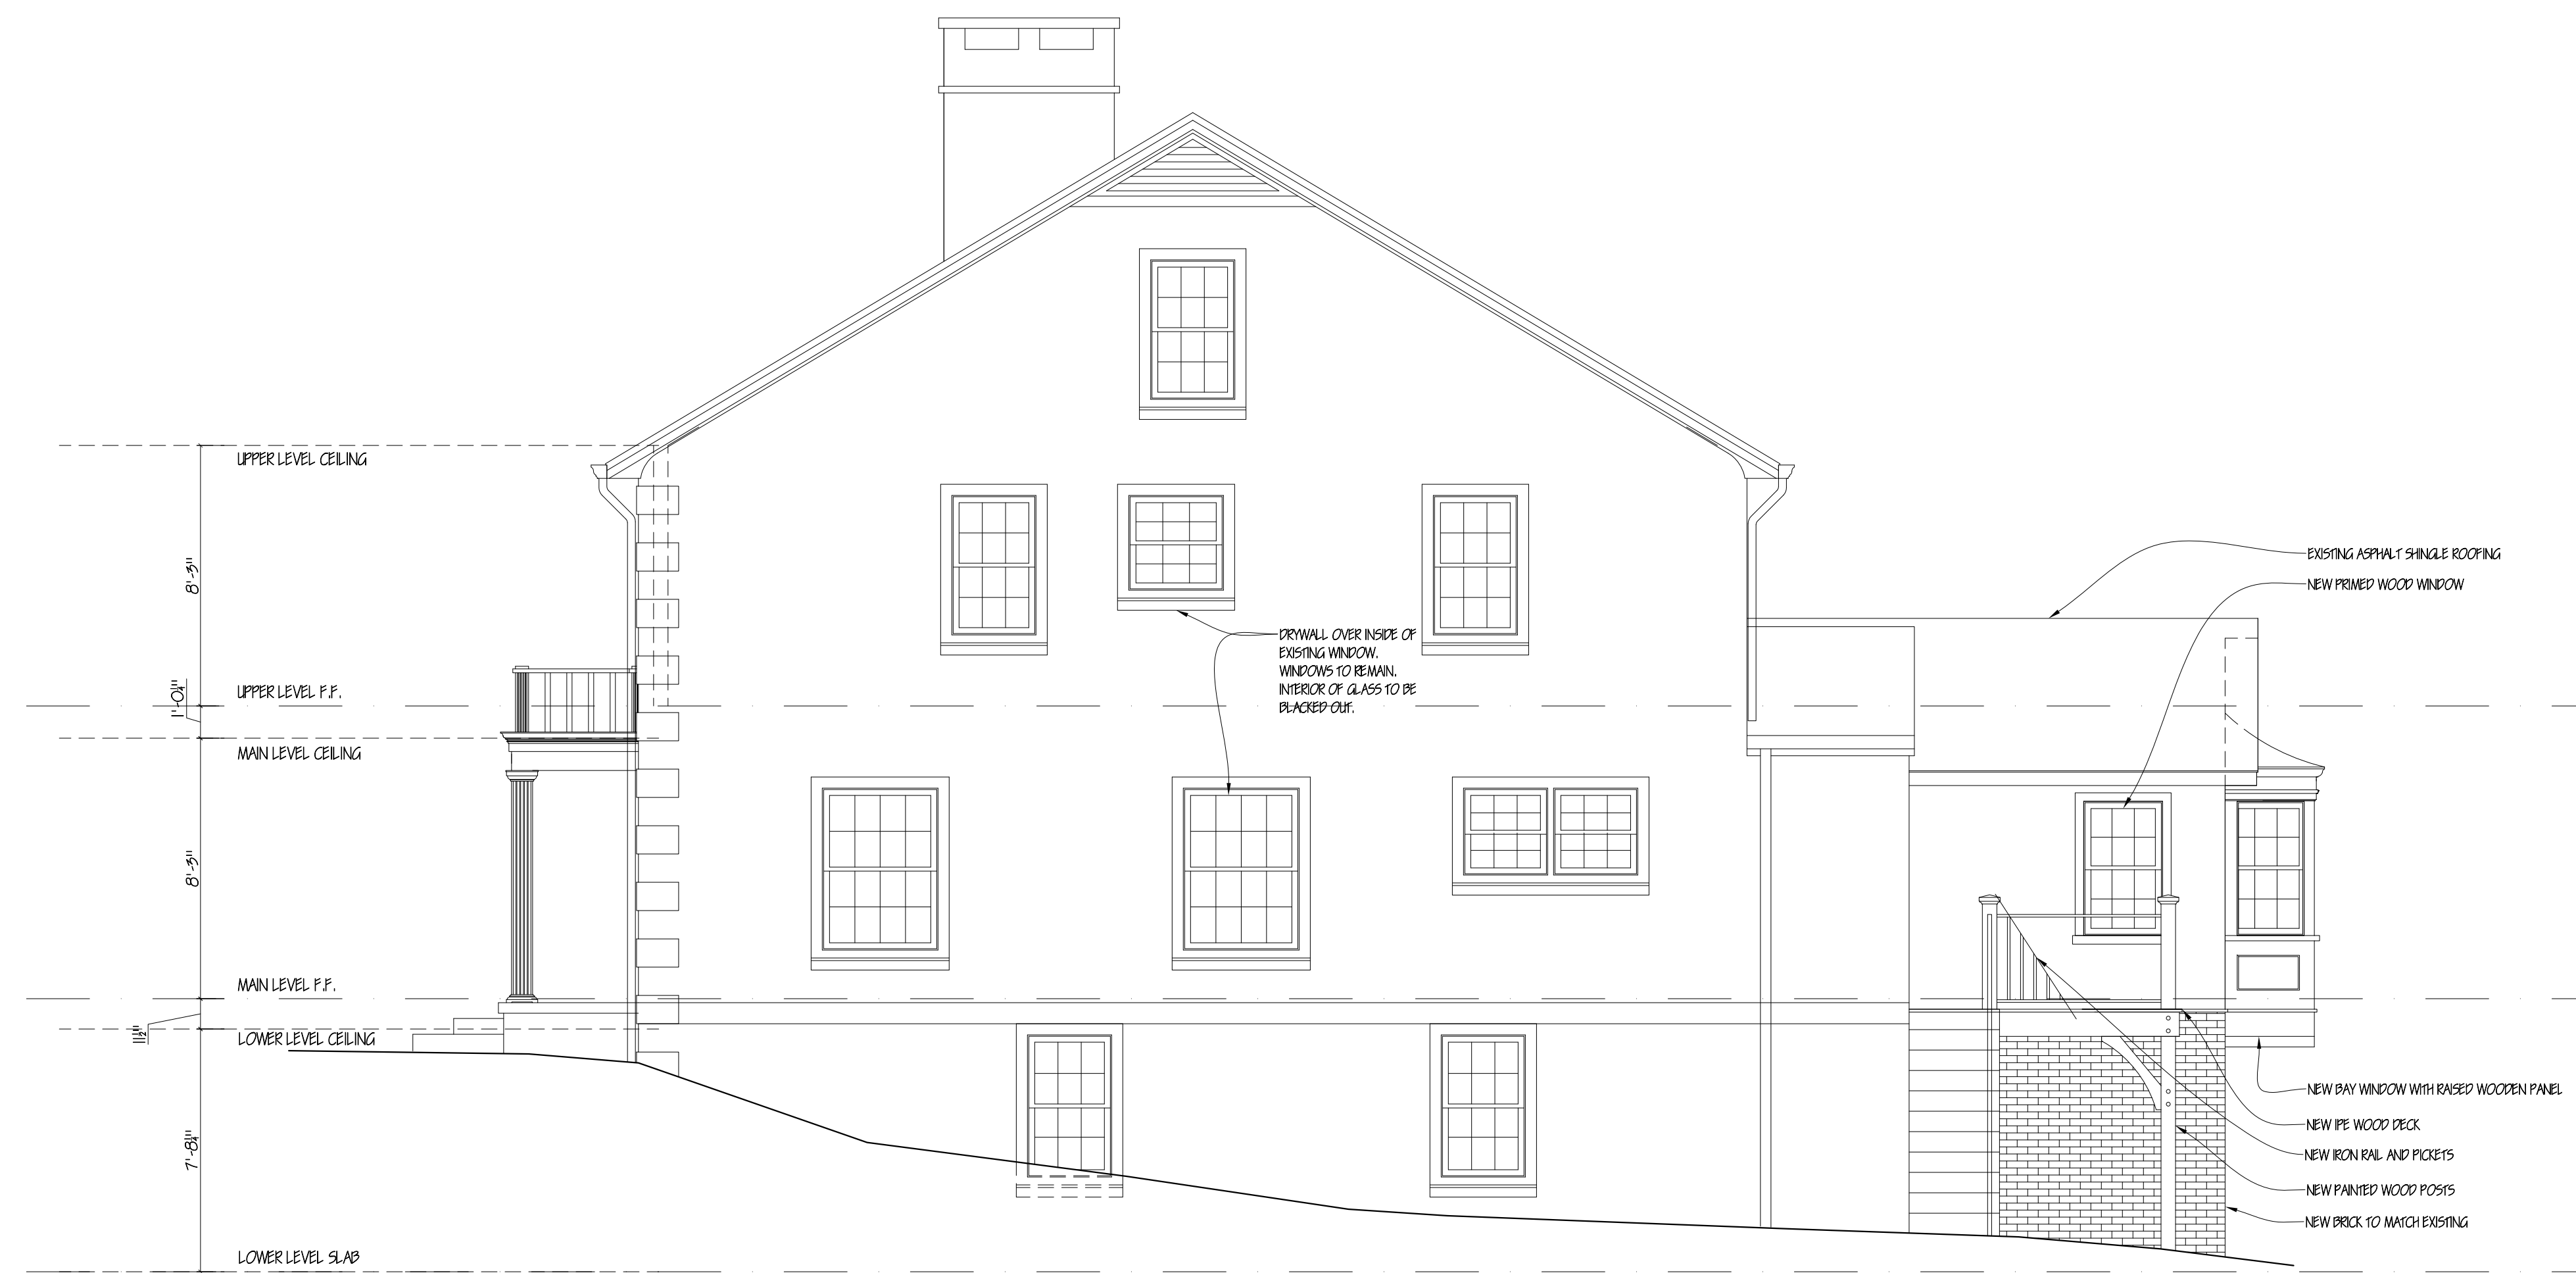 UPPER LEVEL CEILING
8'-3"
UPPER LEVEL F.F.
1'-0¼"
MAIN LEVEL CEILING
8'-3"
MAIN LEVEL F.F.
11½"
LOWER LEVEL CEILING
7'-8¼"
LOWER LEVEL SLAB
DRYWALL OVER INSIDE OF
EXISTING WINDOW.
WINDOWS TO REMAIN.
INTERIOR OF GLASS TO BE
BLACKED OUT.
EXISTING ASPHALT SHINGLE ROOFING
NEW PRIMED WOOD WINDOW
NEW BAY WINDOW WITH RAISED WOODEN PANEL
NEW IPE WOOD DECK
NEW IRON RAIL AND PICKETS
NEW PAINTED WOOD POSTS
NEW BRICK TO MATCH EXISTING